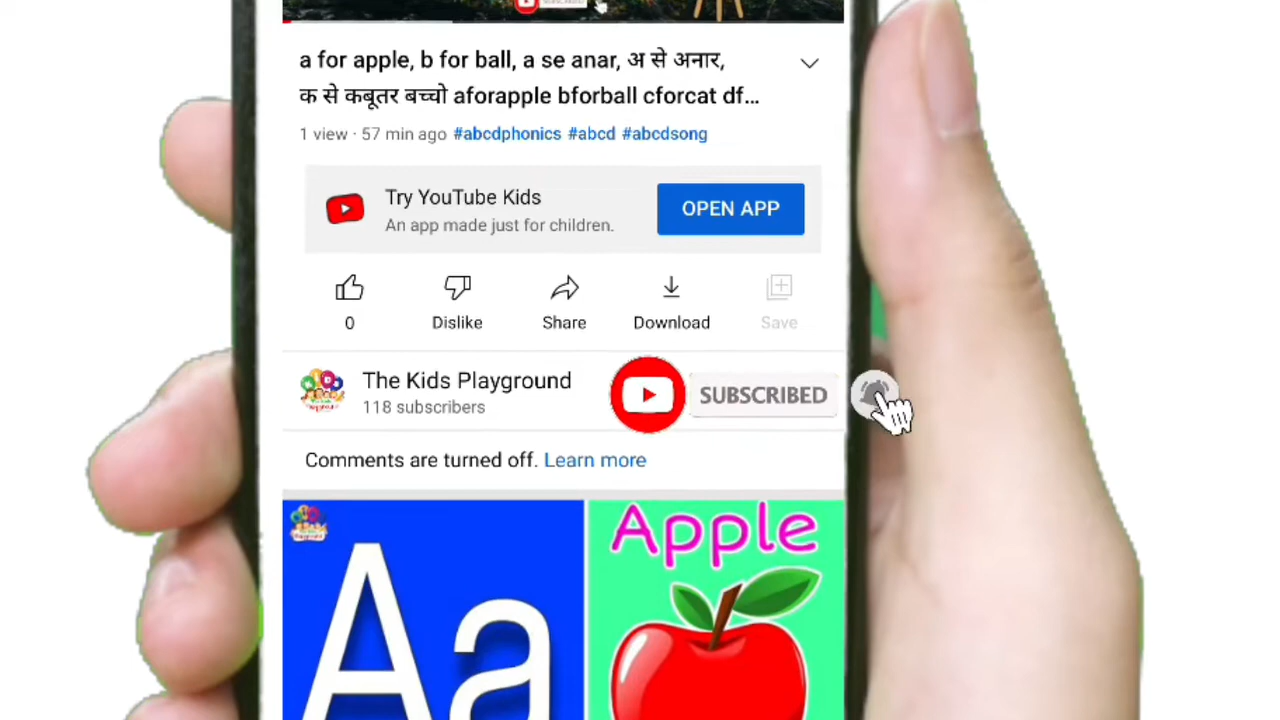 a for apple, b for ball, a se anar, अ से अनार,
क से कबूतर बच्चो aforapple bforball cforcat df...
1 view · 57 min ago #abcdphonics #abcd #abcdsong
Try YouTube Kids
An app made just for children.
OPEN APP
0
Dislike
Share
Download
Save
The Kids Playground
118 subscribers
SUBSCRIBED
Comments are turned off. Learn more
Aa
Apple